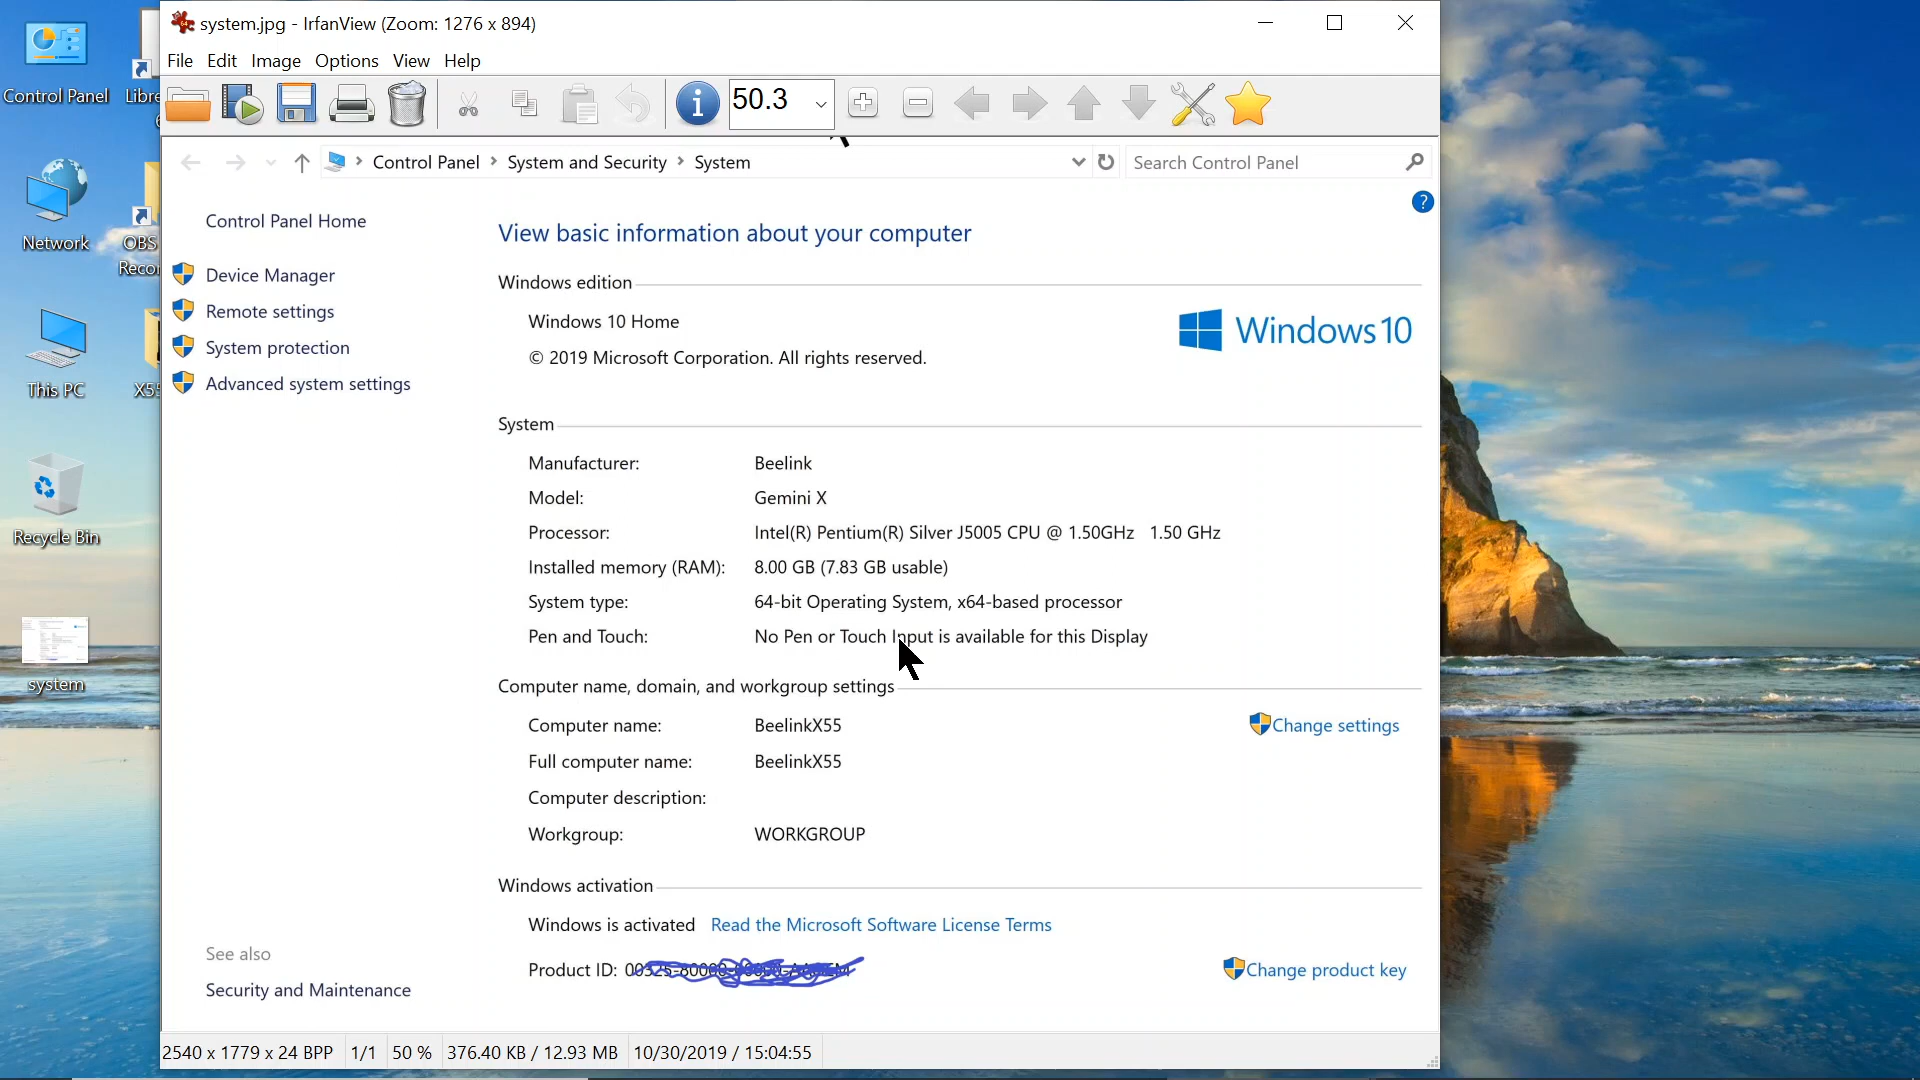 system.jpg - IrfanView (Zoom: 1276 x 894)
File Edit Image Options View Help
50.3
Control Panel > System and Security > System
Search Control Panel
?
Control Panel Home
Device Manager
Remote settings
System protection
Advanced system settings
View basic information about your computer
Windows edition
Windows 10 Home
© 2019 Microsoft Corporation. All rights reserved.
Windows 10
System
Manufacturer: Beelink
Model: Gemini X
Processor: Intel(R) Pentium(R) Silver J5005 CPU @ 1.50GHz 1.50 GHz
Installed memory (RAM): 8.00 GB (7.83 GB usable)
System type: 64-bit Operating System, x64-based processor
Pen and Touch: No Pen or Touch Input is available for this Display
Computer name, domain, and workgroup settings
Computer name: BeelinkX55
Change settings
Full computer name: BeelinkX55
Computer description:
Workgroup: WORKGROUP
Windows activation
Windows is activated Read the Microsoft Software License Terms
Product ID:
Change product key
See also
Security and Maintenance
2540 x 1779 x 24 BPP 1/1 50 % 376.40 KB / 12.93 MB 10/30/2019 / 15:04:55
Control Panel
Libre
Network
OBS
Recor
This PC
X55
Recycle Bin
system